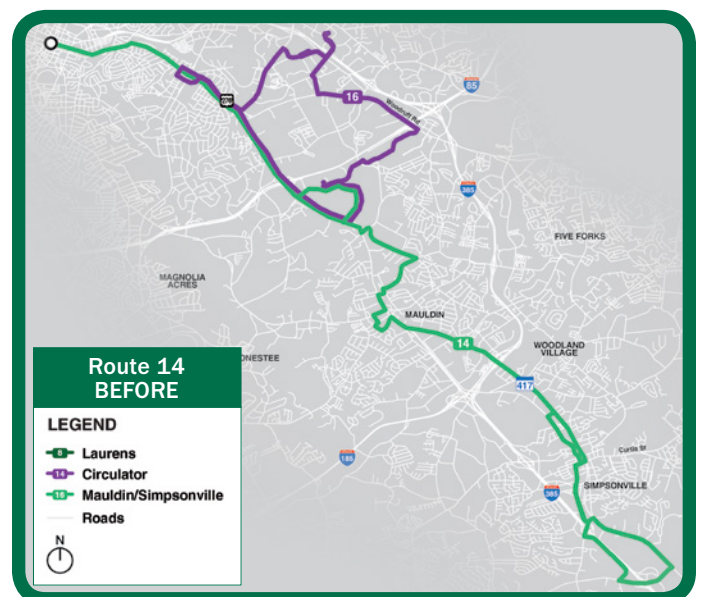 16
Woodruff Rd
85
385
FIVE FORKS
MAGNOLIA
ACRES
MAULDIN
14
WOODLAND
VILLAGE
ONESTEE
417
Curtis St
185
385
SIMPSONVILLE
Route 14
BEFORE
LEGEND
Laurens
14 Circulator
16 Mauldin/Simpsonville
Roads
N